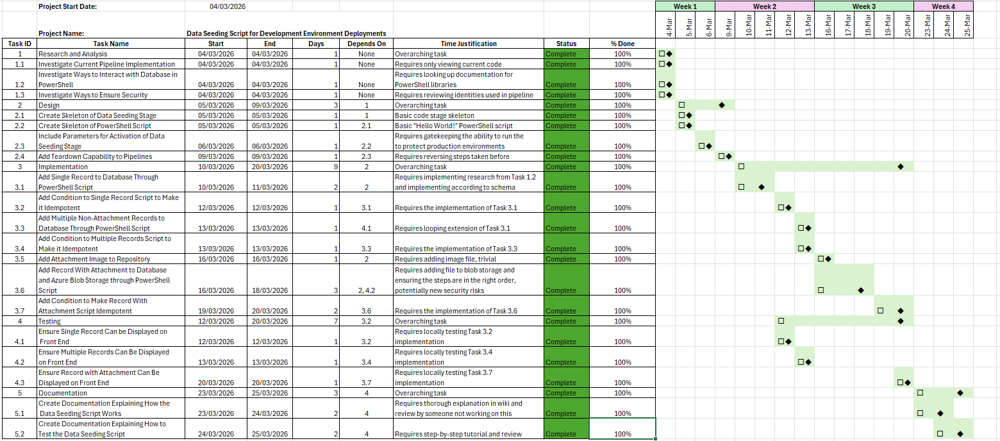 Project Start Date: 04/03/2026 Week 1 Week 2 Week 3 Week 4
Project Name: Data Seeding Script for Development Environment Deployments 4-Mar 5-Mar 6-Mar 9-Mar 10-Mar 11-Mar 12-Mar 13-Mar 16-Mar 17-Mar 18-Mar 19-Mar 20-Mar 23-Mar 24-Mar 25-Mar
Task ID Task Name Start End Days Depends On Time Justification Status % Done
1 Research and Analysis 04/03/2026 04/03/2026 1 None Overarching task Complete 100%
1.1 Investigate Current Pipeline Implementation 04/03/2026 04/03/2026 1 None Requires only viewing current code Complete 100%
Investigate Ways to Interact with Database in Requires looking up documentation for
1.2 PowerShell 04/03/2026 04/03/2026 1 None PowerShell libraries Complete 100%
1.3 Investigate Ways to Ensure Security 04/03/2026 04/03/2026 1 None Requires reviewing identities used in pipeline Complete 100%
2 Design 05/03/2026 09/03/2026 3 1 Overarching task Complete 100%
2.1 Create Skeleton of Data Seeding Stage 05/03/2026 05/03/2026 1 1 Basic code stage skeleton Complete 100%
2.2 Create Skeleton of PowerShell Script 05/03/2026 05/03/2026 1 2.1 Basic "Hello World!" PowerShell script Complete 100%
Include Parameters for Activation of Data Requires gatekeeping the ability to run the
2.3 Seeding Stage 06/03/2026 06/03/2026 1 2.2 to protect production environments Complete 100%
2.4 Add Teardown Capability to Pipelines 09/03/2026 09/03/2026 1 2.3 Requires reversing steps taken before Complete 100%
3 Implementation 10/03/2026 20/03/2026 9 2 Overarching task Complete 100%
Add Single Record to Database Through Requires implementing research from Task 1.2
3.1 PowerShell Script 10/03/2026 11/03/2026 2 2 and implementing according to schema Complete 100%
Add Condition to Single Record Script to Make
3.2 it Idempotent 12/03/2026 12/03/2026 1 3.1 Requires the implementation of Task 3.1 Complete 100%
Add Multiple Non-Attachment Records to
3.3 Database Through PowerShell Script 13/03/2026 13/03/2026 1 4.1 Requires looping extension of Task 3.1 Complete 100%
Add Condition to Multiple Records Script to
3.4 Make it Idempotent 13/03/2026 13/03/2026 1 3.3 Requires the implementation of Task 3.3 Complete 100%
3.5 Add Attachment Image to Repository 16/03/2026 16/03/2026 1 2 Requires adding image file, trivial Complete 100%
Add Record With Attachment to Database Requires adding file to blob storage and
and Azure Blob Storage through PowerShell ensuring the steps are in the right order,
3.6 Script 16/03/2026 18/03/2026 3 2, 4.2 potentially new security risks Complete 100%
Add Condition to Make Record With
3.7 Attachment Script Idempotent 19/03/2026 20/03/2026 2 3.6 Requires the implementation of Task 3.6 Complete 100%
4 Testing 12/03/2026 20/03/2026 7 3.2 Overarching task Complete 100%
Ensure Single Record Can be Displayed on Requires locally testing Task 3.2
4.1 Front End 12/03/2026 12/03/2026 1 3.2 implementation Complete 100%
Ensure Multiple Records Can Be Displayed Requires locally testing Task 3.4
4.2 on Front End 13/03/2026 13/03/2026 1 3.4 implementation Complete 100%
Ensure Record with Attachment Can Be Requires locally testing Task 3.7
4.3 Displayed on Front End 20/03/2026 20/03/2026 1 3.7 implementation Complete 100%
5 Documentation 23/03/2026 25/03/2026 3 4 Overarching task Complete 100%
Create Documentation Explaining How the Requires thorough explanation in wiki and
5.1 Data Seeding Script Works 23/03/2026 24/03/2026 2 4 review by someone not working on this Complete 100%
Create Documentation Explaining How to
5.2 Test the Data Seeding Script 24/03/2026 25/03/2026 2 4 Requires step-by-step tutorial and review Complete 100%